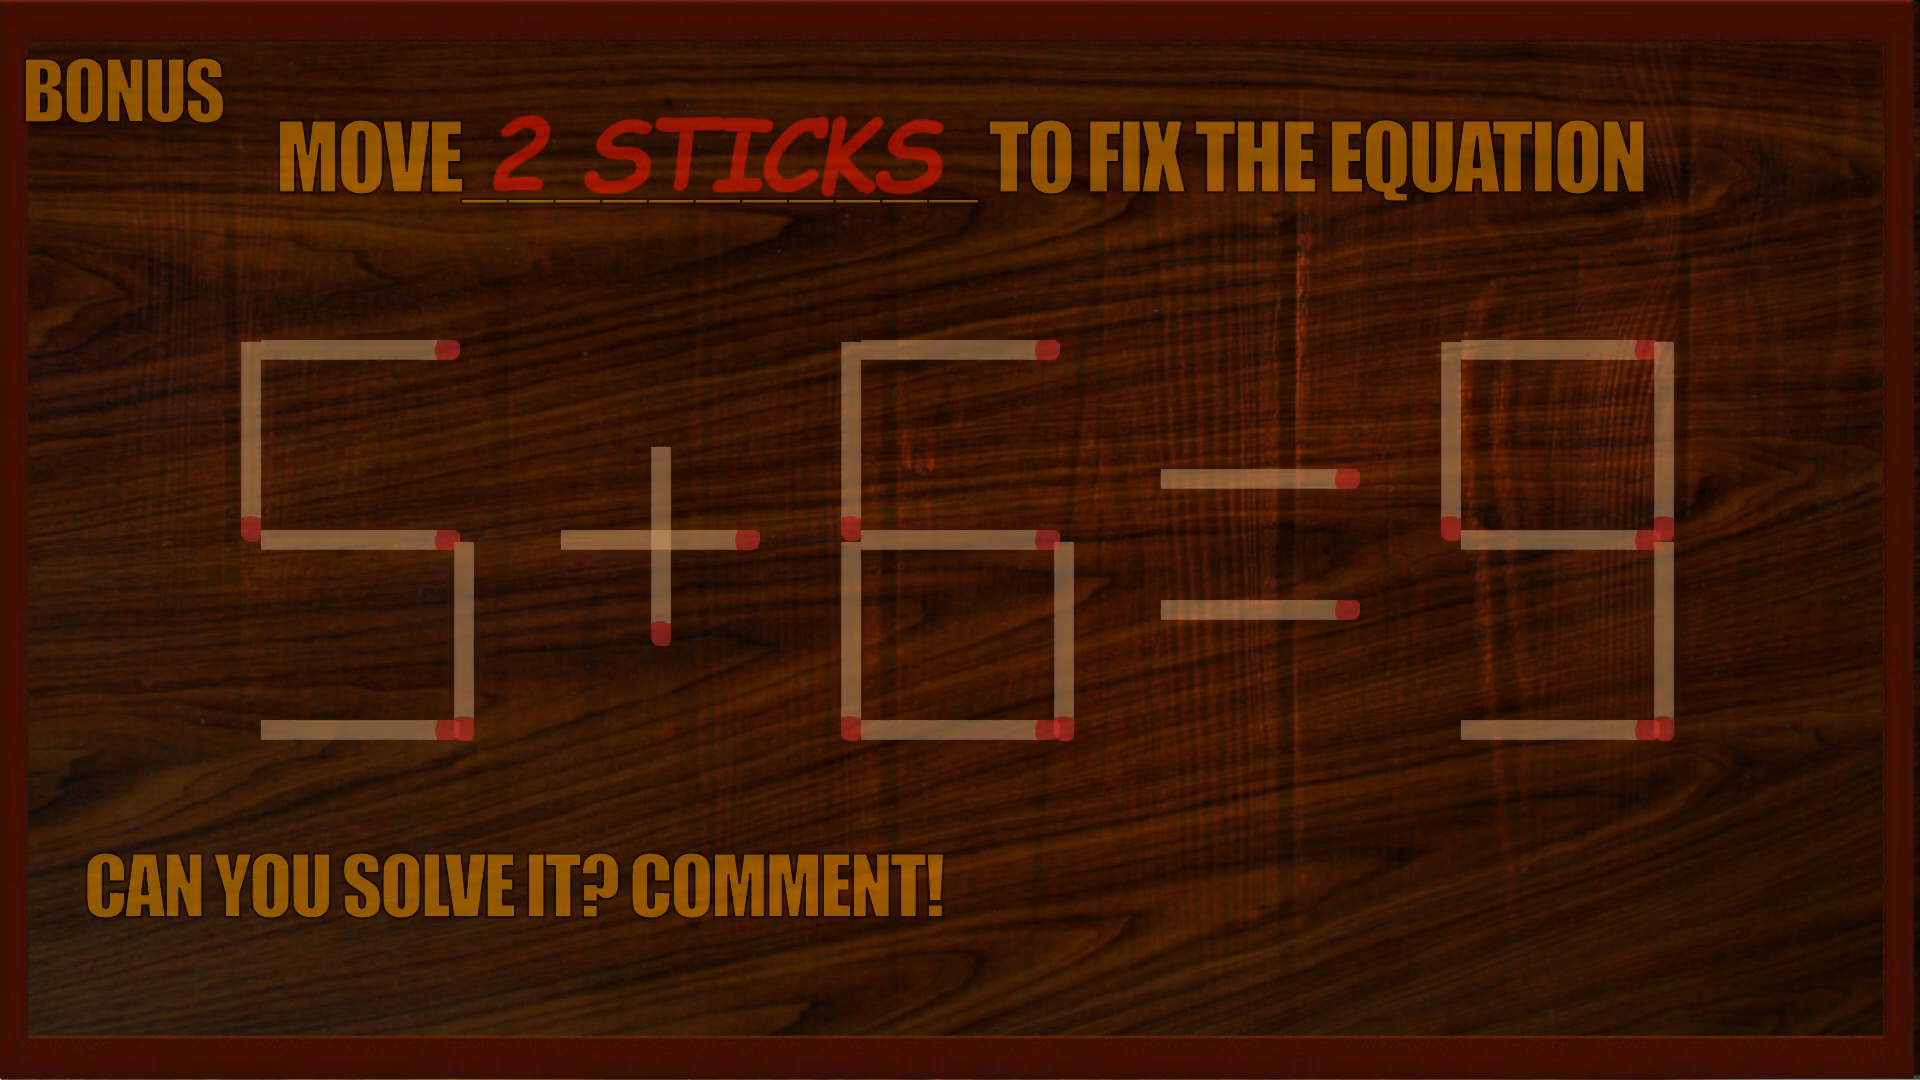 BONUS
MOVE 2 STICKS TO FIX THE EQUATION
5+6=9
CAN YOU SOLVE IT? COMMENT!